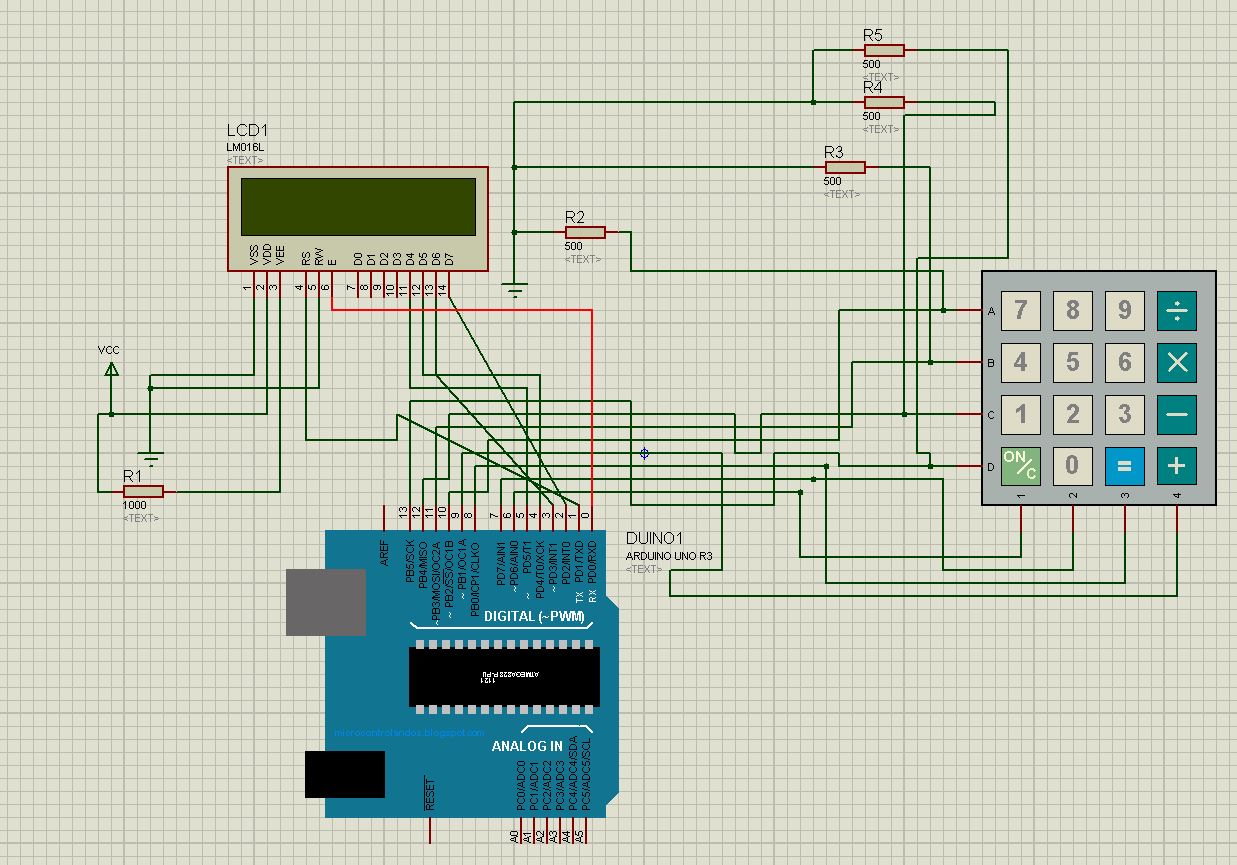 R5
500
<TEXT>
R4
500
<TEXT>
R3
500
<TEXT>
R2
500
<TEXT>
LCD1
LM016L
<TEXT>
VSS VDD VEE RS RW E D0 D1 D2 D3 D4 D5 D6 D7
1 2 3 4 5 6 7 8 9 10 11 12 13 14
VCC
R1
1000
<TEXT>
A 7 8 9 ÷
B 4 5 6 ×
C 1 2 3 −
D ON/C 0 = +
1 2 3 4
13 12 11 10 9 8 7 6 5 4 3 2 1 0
DUINO1
ARDUINO UNO R3
<TEXT>
AREF
PB5/SCK
PB4/MISO
~PB3/MOSI/OC2A
~ PB2/SS/OC1B
~ PB1/OC1A
PB0/ICP1/CLKO
PD7/AIN1
~PD6/AIN0
~ PD5/T1
PD4/T0/XCK
~PD3/INT1
PD2/INT0
TX PD1/TXD
RX PD0/RXD
DIGITAL (~PWM)
1121
microcontrolandos.blogspot.com
ANALOG IN
RESET
PC0/ADC0
PC1/ADC1
PC2/ADC2
PC3/ADC3
PC4/ADC4/SDA
PC5/ADC5/SCL
A0 A1 A2 A3 A4 A5